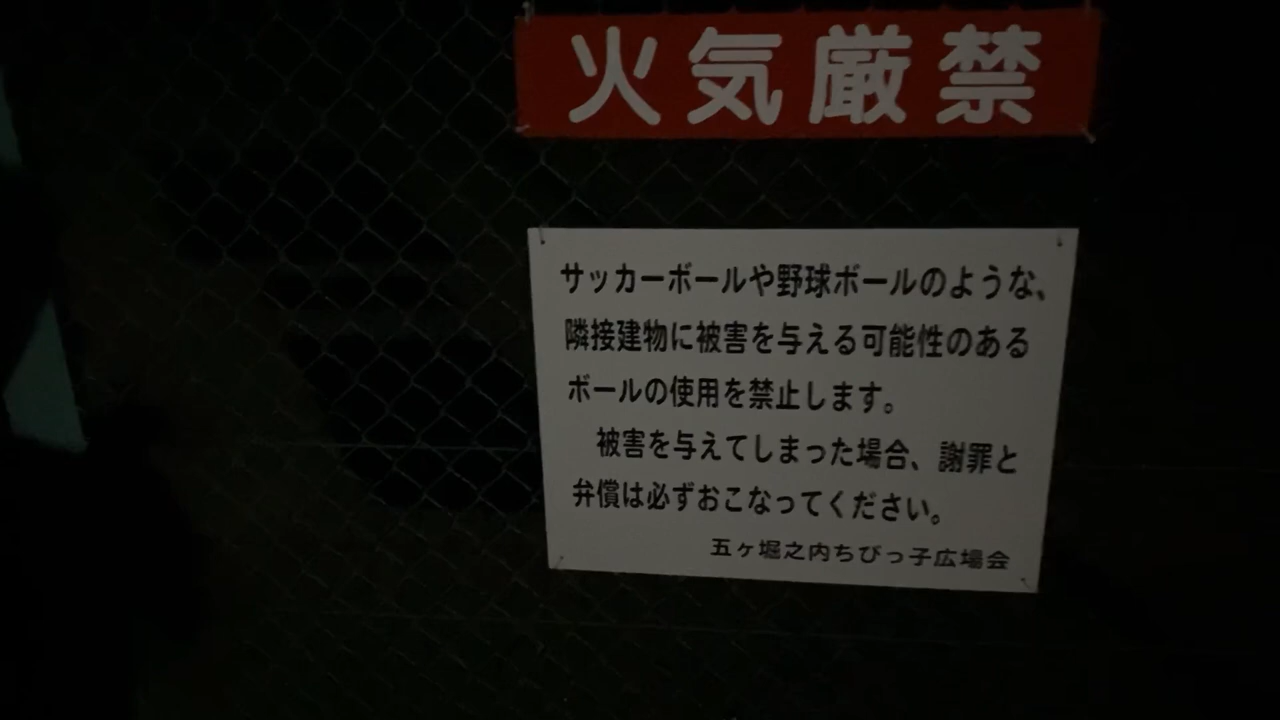 火気厳禁
サッカーボールや野球ボールのような、
隣接建物に被害を与える可能性のある
ボールの使用を禁止します。
　被害を与えてしまった場合、謝罪と
弁償は必ずおこなってください。
五ヶ堀之内ちびっ子広場会